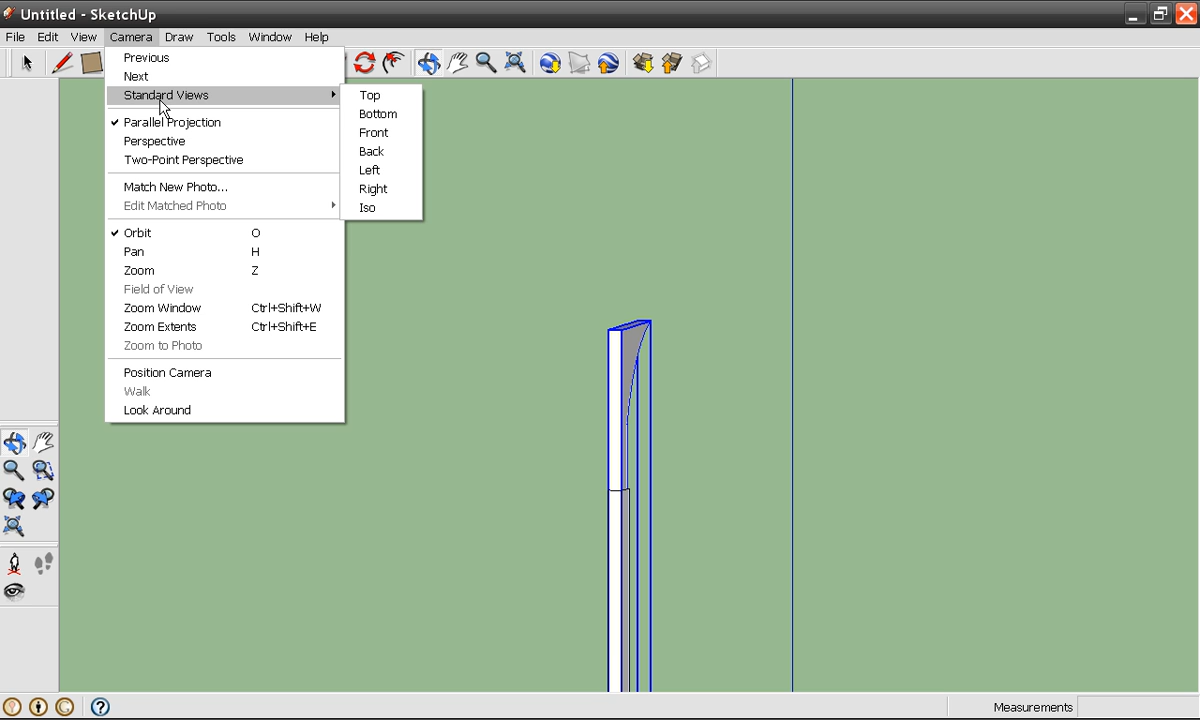 Untitled - SketchUp
File Edit View Camera Draw Tools Window Help
Previous
Next
Standard Views
Top
Bottom
Front
Back
Left
Right
Iso
Parallel Projection
Perspective
Two-Point Perspective
Match New Photo...
Edit Matched Photo
Orbit O
Pan H
Zoom Z
Field of View
Zoom Window Ctrl+Shift+W
Zoom Extents Ctrl+Shift+E
Zoom to Photo
Position Camera
Walk
Look Around
Measurements